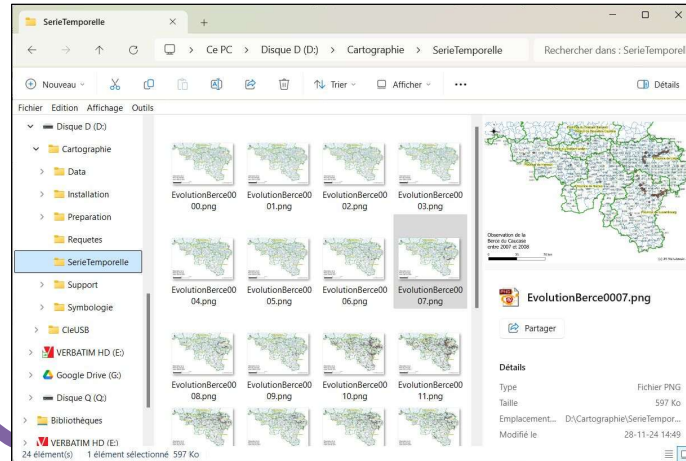 SerieTemporelle
Ce PC > Disque D (D:) > Cartographie > SerieTemporelle
Rechercher dans : SerieTemporel
Nouveau
Trier
Afficher
Détails
Fichier Edition Affichage Outils
Disque D (D:)
Cartographie
Data
Installation
Preparation
Requetes
SerieTemporelle
Support
Symbologie
CleUSB
VERBATIM HD (E:)
Google Drive (G:)
Disque Q (Q:)
Bibliothèques
VERBATIM HD (E:)
EvolutionBerce00 EvolutionBerce00 EvolutionBerce00 EvolutionBerce00
00.png 01.png 02.png 03.png
EvolutionBerce00 EvolutionBerce00 EvolutionBerce00 EvolutionBerce00
04.png 05.png 06.png 07.png
EvolutionBerce00 EvolutionBerce00 EvolutionBerce00 EvolutionBerce00
08.png 09.png 10.png 11.png
Observation de la
Berce du Caucase
entre 2007 et 2008
EvolutionBerce0007.png
Partager
Détails
Type Fichier PNG
Taille 597 Ko
Emplacement... D:\Cartographie\SerieTempor...
Modifié le 28-11-24 14:49
24 élément(s) 1 élément sélectionné 597 Ko